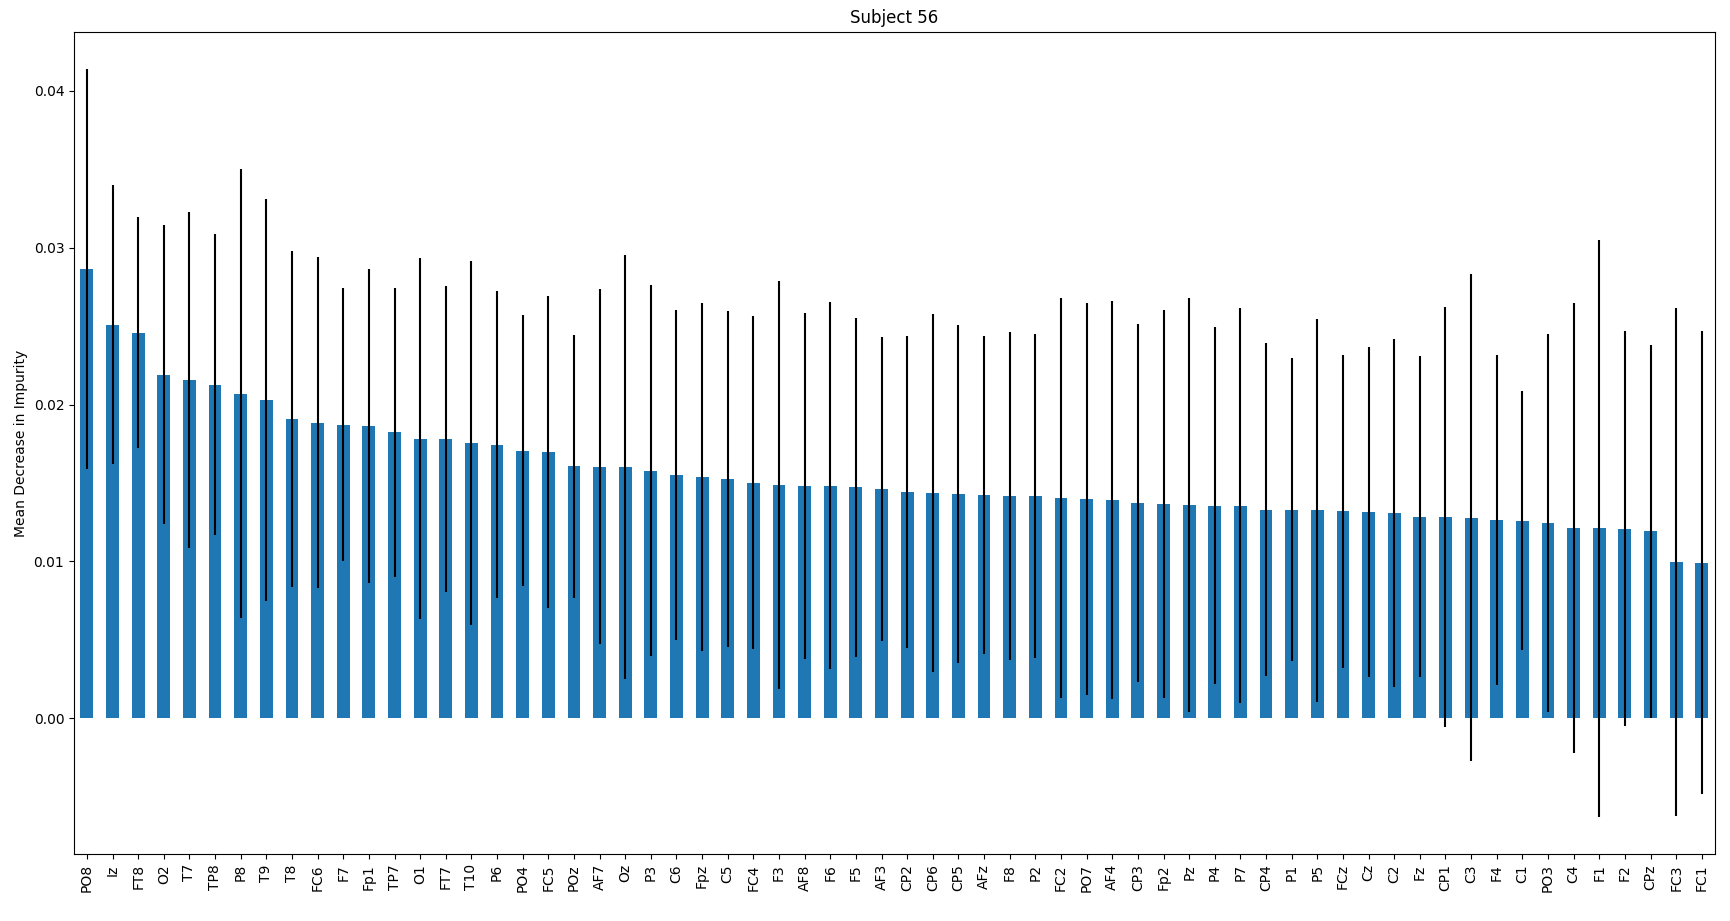 Subject 56
Mean Decrease in Impurity
0.04
0.03
0.02
0.01
0.00
PO8 Iz FT8 O2 T7 TP8 P8 T9 T8 FC6 F7 Fp1 TP7 O1 FT7 T10 P6 PO4 FC5 POz AF7 Oz P3 C6 Fpz C5 FC4 F3 AF8 F6 F5 AF3 CP2 CP6 CP5 AFz F8 P2 FC2 PO7 AF4 CP3 Fp2 Pz P4 P7 CP4 P1 P5 FCz Cz C2 Fz CP1 C3 F4 C1 PO3 C4 F1 F2 CPz FC3 FC1